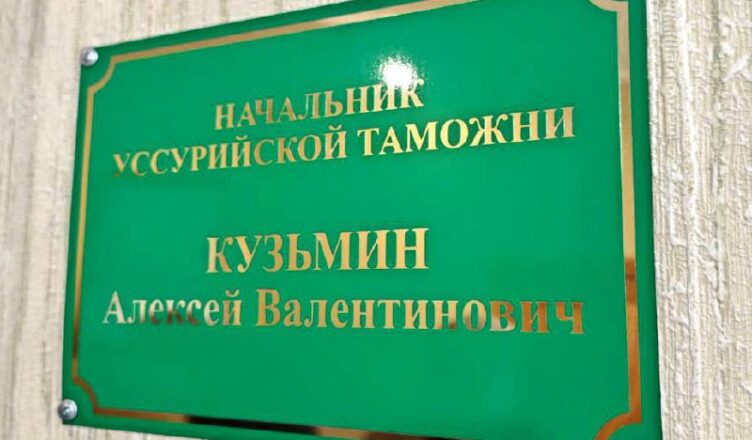 НАЧАЛЬНИК
УССУРИЙСКОЙ ТАМОЖНИ
КУЗЬМИН
Алексей Валентинович